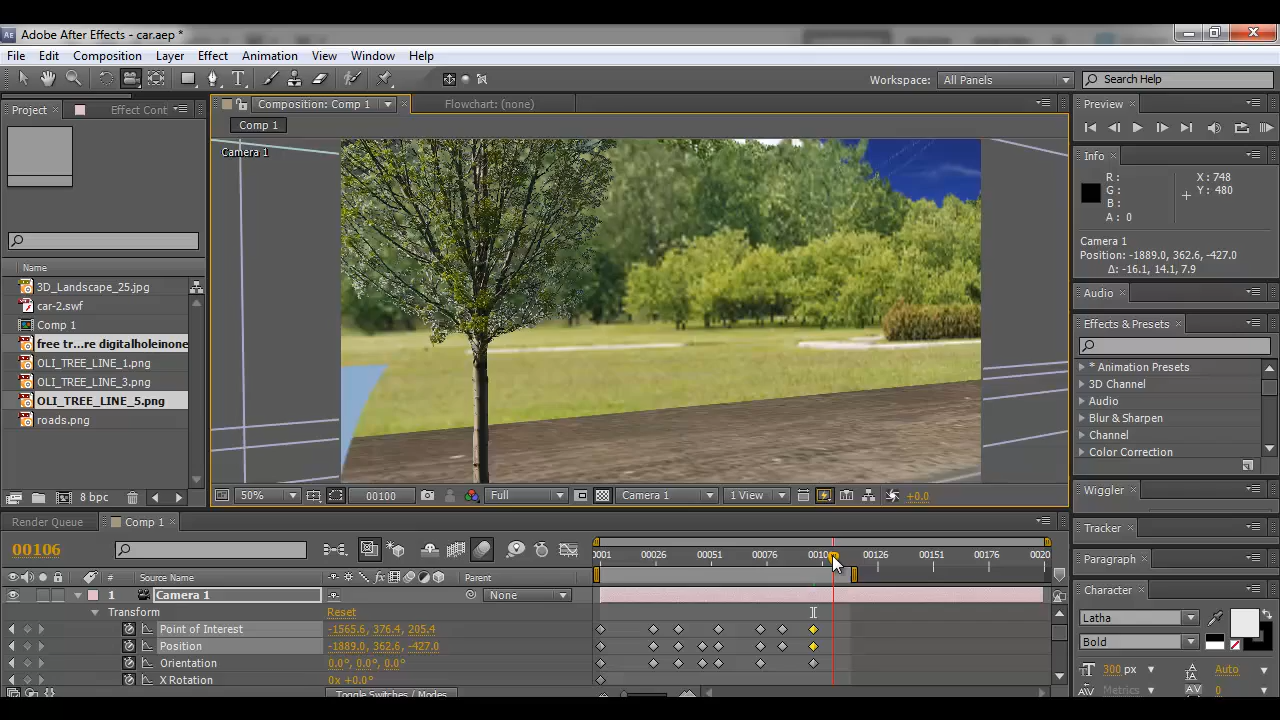 Adobe After Effects - car.aep *
File Edit Composition Layer Effect Animation View Window Help
Workspace: All Panels Search Help
Project Effect Cont Composition: Comp 1 Flowchart: (none) Preview
Comp 1
Camera 1
Info
R :
G :
B :
A : 0
X : 748
Y : 480
Camera 1
Position: -1889.0, 362.6, -427.0
Δ: -16.1, 14.1, 7.9
Name
3D_Landscape_25.jpg
car-2.swf
Comp 1
free tr...re digitalholeinone
OLI_TREE_LINE_1.png
OLI_TREE_LINE_3.png
OLI_TREE_LINE_5.png
roads.png
Audio
Effects & Presets
* Animation Presets
3D Channel
Audio
Blur & Sharpen
Channel
Color Correction
8 bpc
50% 00100 Full Camera 1 1 View +0.0
Wiggler
Render Queue Comp 1
Tracker
00106
0001 00026 00051 00076 0010 00126 00151 00176 0020
Paragraph
Source Name Parent
1 Camera 1 None
Transform Reset
Point of Interest -1565.6, 376.4, 205.4
Position -1889.0, 362.6, -427.0
Orientation 0.0°, 0.0°, 0.0°
X Rotation 0x +0.0°
Toggle Switches / Modes
Character
Latha
Bold
300 px Auto
Metrics 0